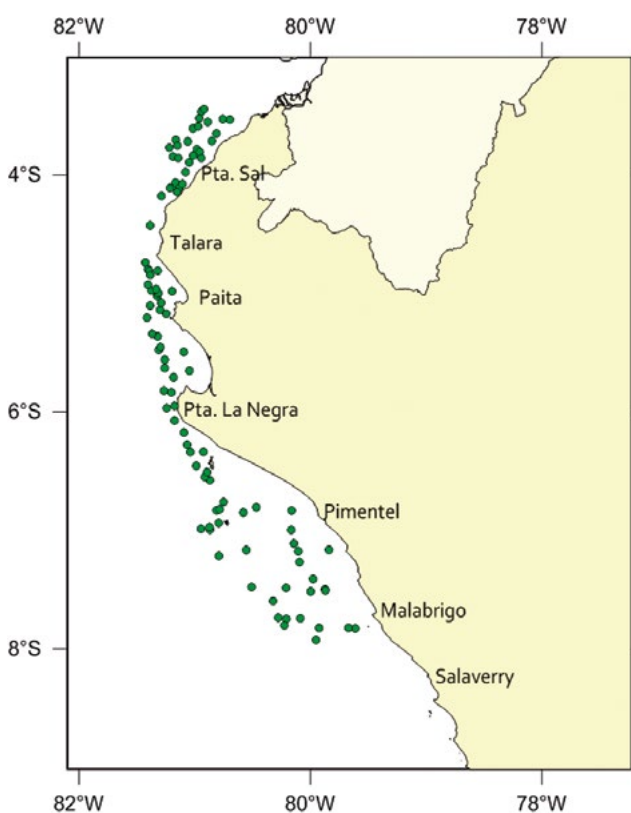 82°W 80°W 78°W
4°S
Pta. Sal
Talara
Paita
6°S
Pta. La Negra
Pimentel
Malabrigo
8°S
Salaverry
82°W 80°W 78°W